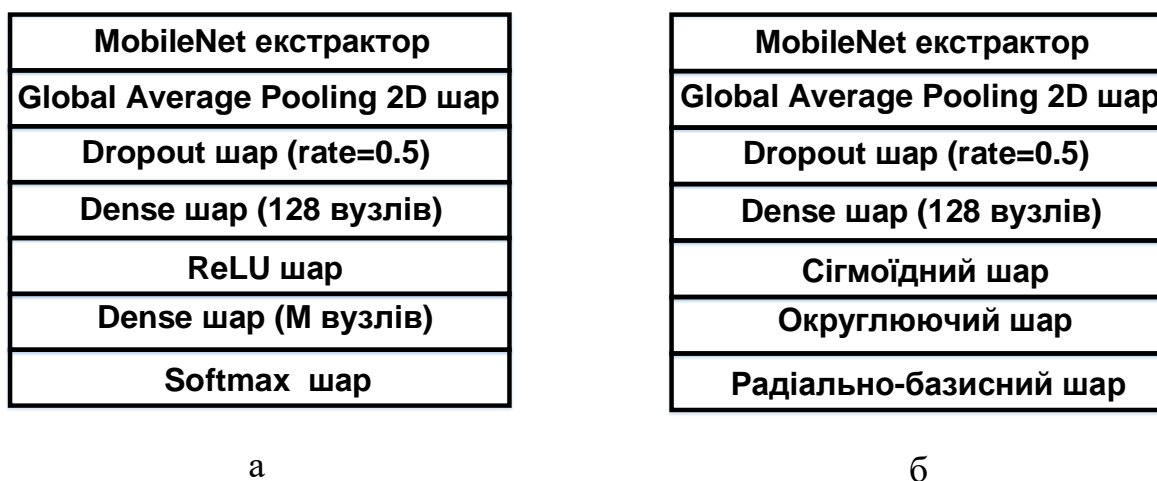 MobileNet екстрактор
Global Average Pooling 2D шар
Dropout шар (rate=0.5)
Dense шар (128 вузлів)
ReLU шар
Dense шар (M вузлів)
Softmax шар
а
MobileNet екстрактор
Global Average Pooling 2D шар
Dropout шар (rate=0.5)
Dense шар (128 вузлів)
Сігмоїдний шар
Округлюючий шар
Радіально-базисний шар
б